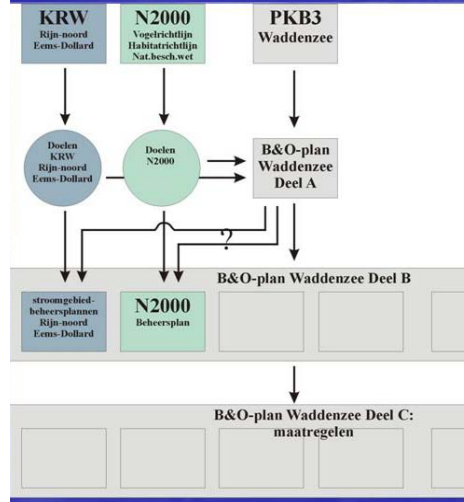 KRW
Rijn-noord
Eems-Dollard
N2000
Vogelrichtlijn
Habitatrichtlijn
Nat.besch.wet
PKB3
Waddenzee
Doelen
KRW
Rijn-noord
Eems-Dollard
Doelen
N2000
B&O-plan
Waddenzee
Deel A
?
B&O-plan Waddenzee Deel B
stroomgebied-
beheersplannen
Rijn-noord
Eems-Dollard
N2000
Beheersplan
B&O-plan Waddenzee Deel C:
maatregelen